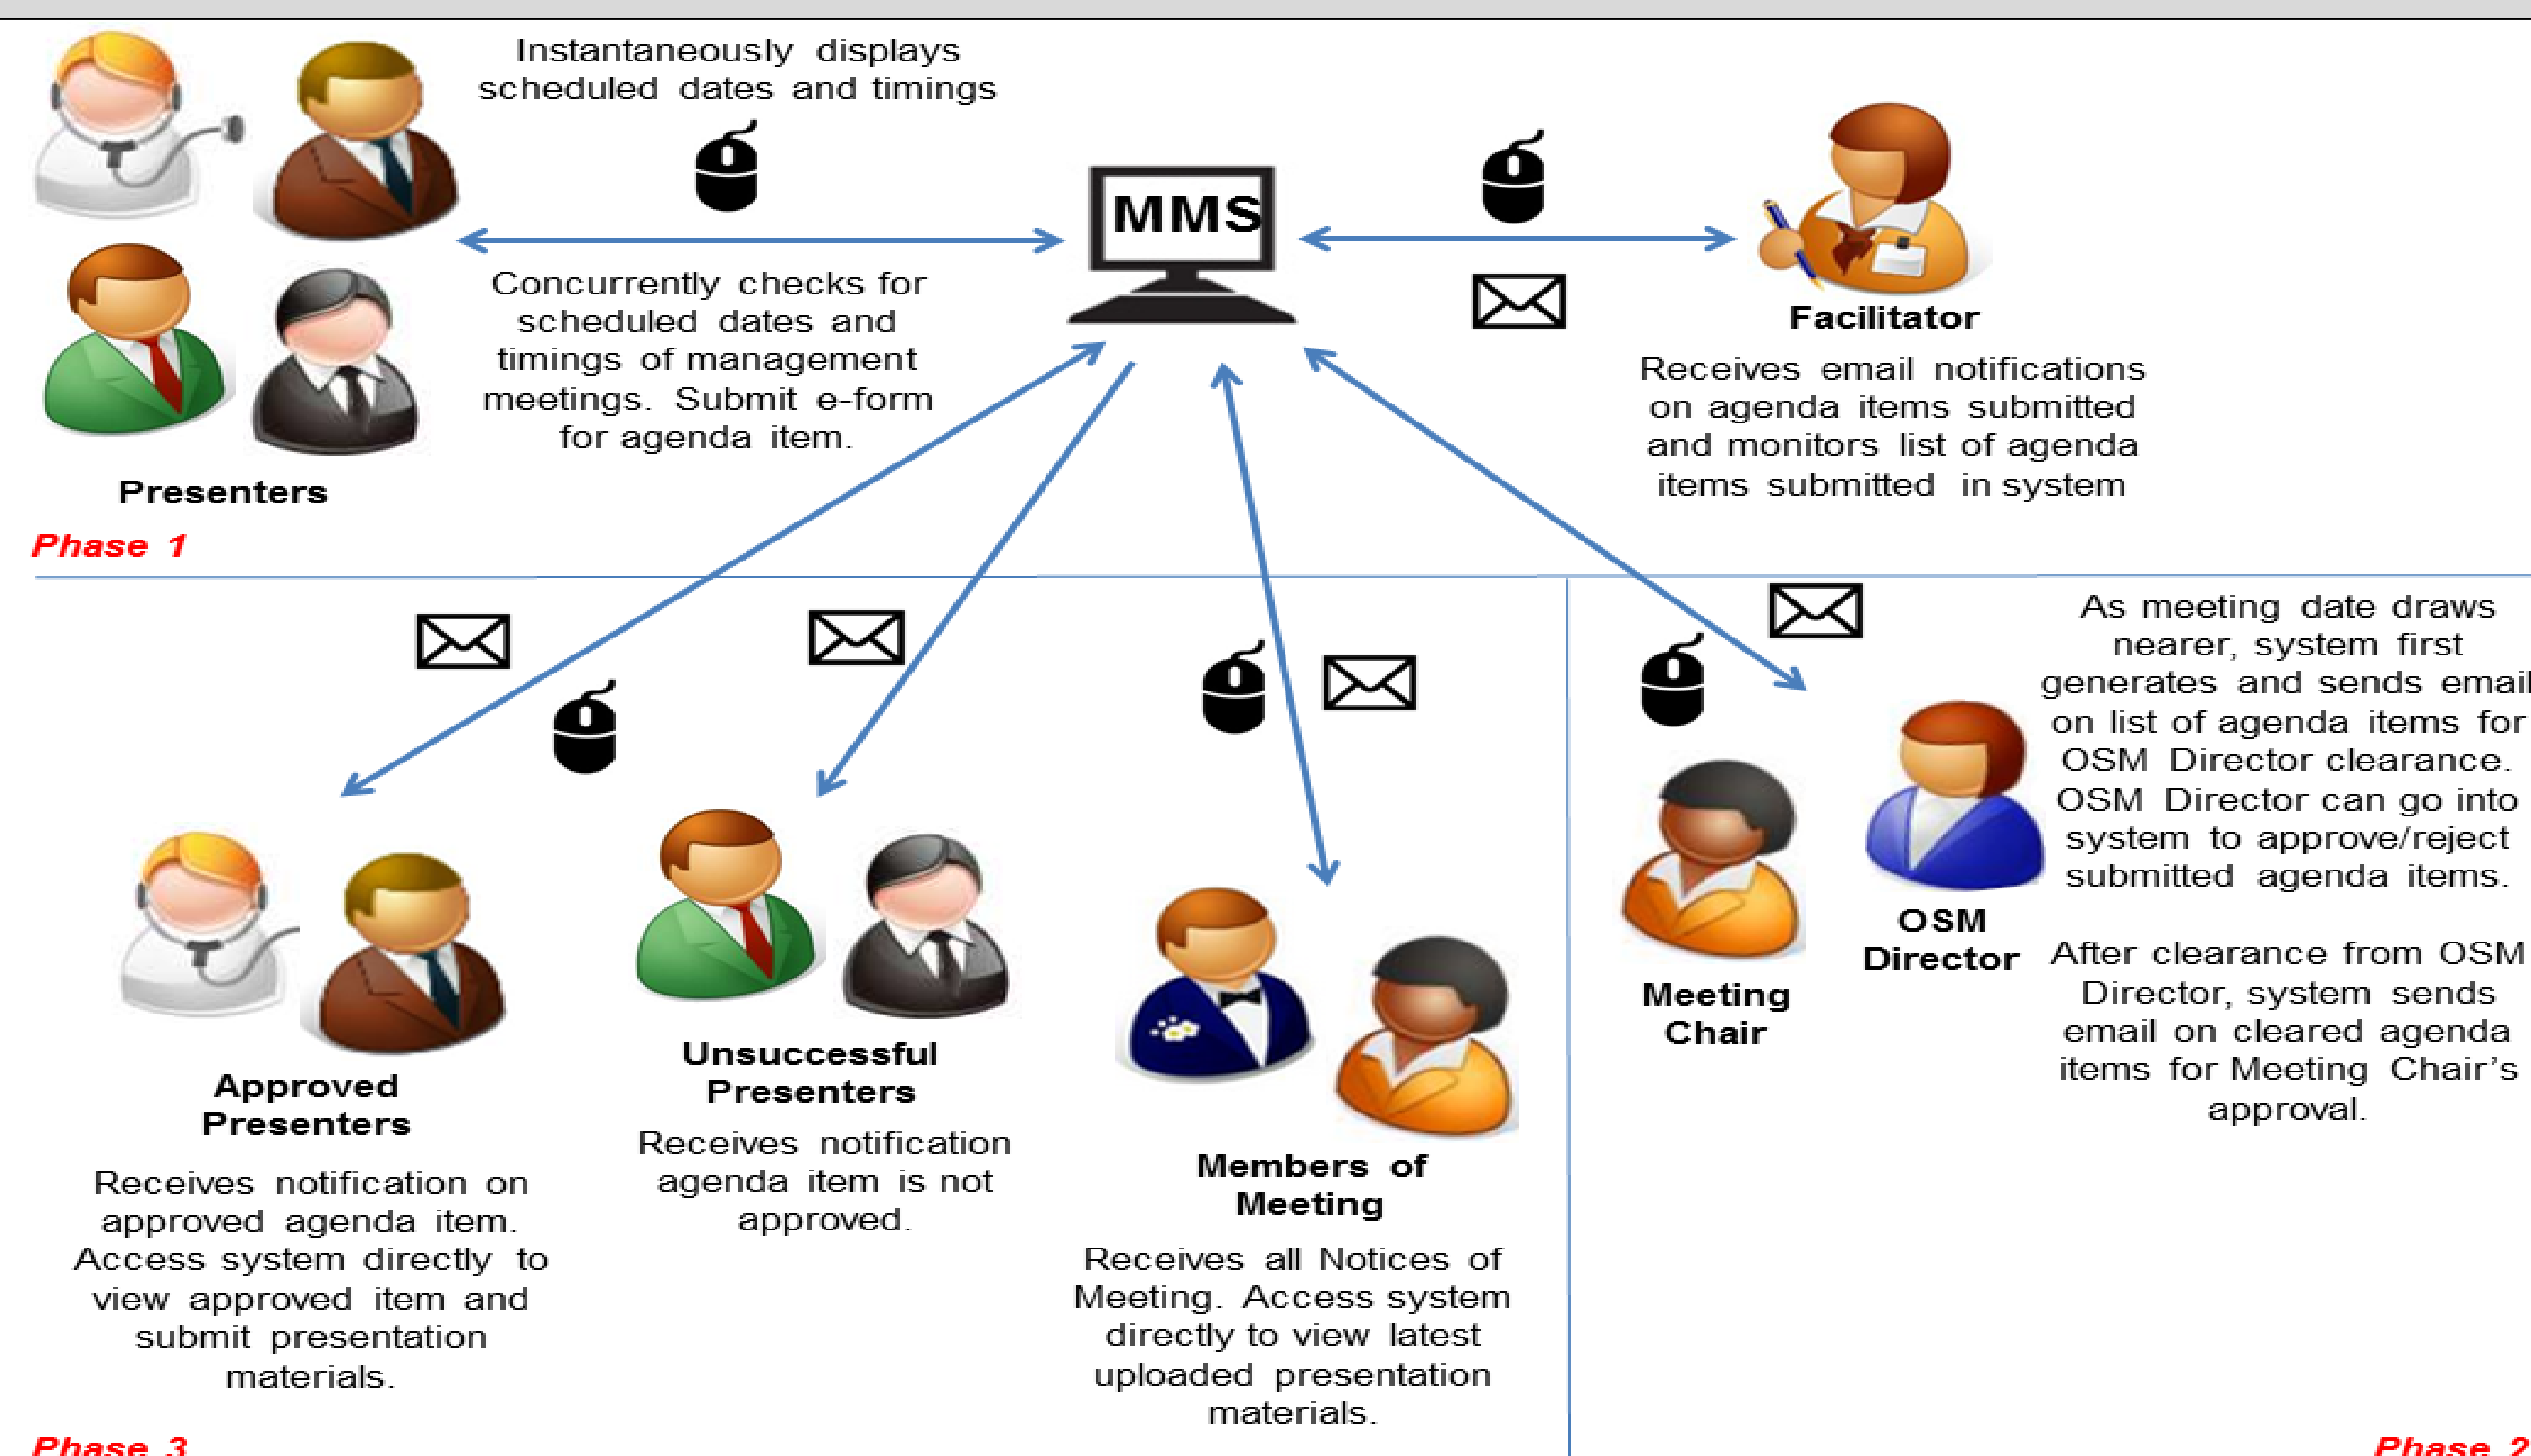 Instantaneously displays
scheduled dates and timings
MMS
Concurrently checks for
scheduled dates and
timings of management
meetings. Submit e-form
for agenda item.
Presenters
Facilitator
Receives email notifications
on agenda items submitted
and monitors list of agenda
items submitted in system
Phase 1
As meeting date draws
nearer, system first
generates and sends email
on list of agenda items for
OSM Director clearance.
OSM Director can go into
system to approve/reject
submitted agenda items.
After clearance from OSM
Director, system sends
email on cleared agenda
items for Meeting Chair’s
approval.
OSM
Director
Meeting
Chair
Phase 2
Approved
Presenters
Receives notification on
approved agenda item.
Access system directly to
view approved item and
submit presentation
materials.
Unsuccessful
Presenters
Receives notification
agenda item is not
approved.
Members of
Meeting
Receives all Notices of
Meeting. Access system
directly to view latest
uploaded presentation
materials.
Phase 3